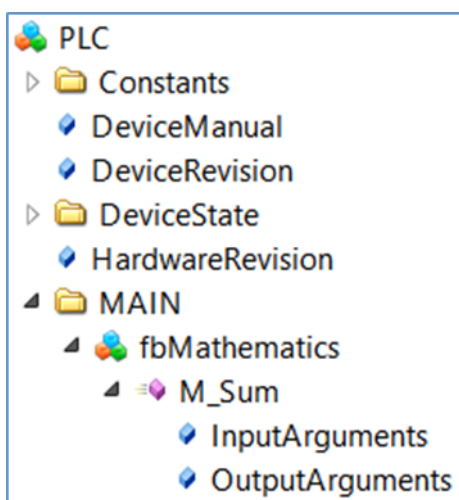 PLC
Constants
DeviceManual
DeviceRevision
DeviceState
HardwareRevision
MAIN
fbMathematics
M_Sum
InputArguments
OutputArguments